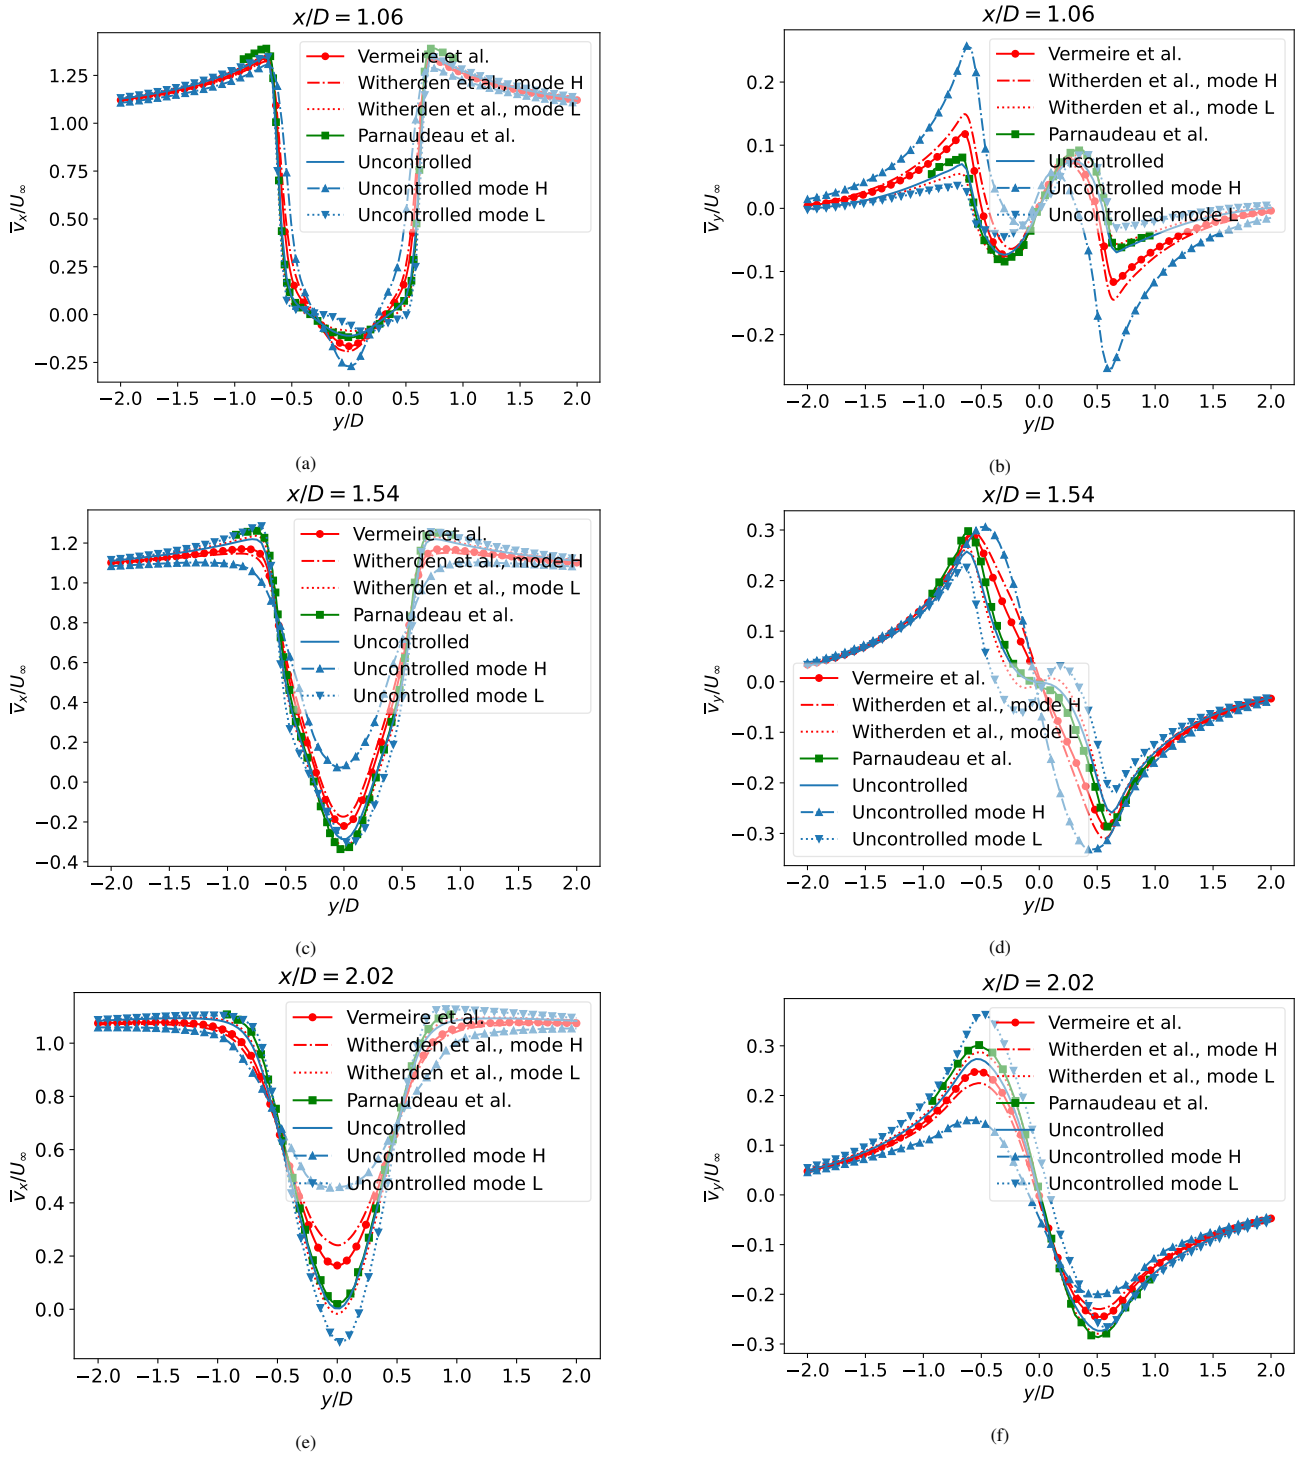 x/D = 1.06
Vermeire et al.
Witherden et al., mode H
Witherden et al., mode L
Parnaudeau et al.
Uncontrolled
Uncontrolled mode H
Uncontrolled mode L
1.25
1.00
0.75
0.50
0.25
0.00
−0.25
v̅x/U∞
−2.0 −1.5 −1.0 −0.5 0.0 0.5 1.0 1.5 2.0
y/D
(a)
x/D = 1.06
Vermeire et al.
Witherden et al., mode H
Witherden et al., mode L
Parnaudeau et al.
Uncontrolled
Uncontrolled mode H
Uncontrolled mode L
0.2
0.1
0.0
−0.1
−0.2
v̅y/U∞
−2.0 −1.5 −1.0 −0.5 0.0 0.5 1.0 1.5 2.0
y/D
(b)
x/D = 1.54
Vermeire et al.
Witherden et al., mode H
Witherden et al., mode L
Parnaudeau et al.
Uncontrolled
Uncontrolled mode H
Uncontrolled mode L
1.2
1.0
0.8
0.6
0.4
0.2
0.0
−0.2
−0.4
v̅x/U∞
−2.0 −1.5 −1.0 −0.5 0.0 0.5 1.0 1.5 2.0
y/D
(c)
x/D = 1.54
0.3
0.2
0.1
0.0
−0.1
−0.2
−0.3
v̅y/U∞
Vermeire et al.
Witherden et al., mode H
Witherden et al., mode L
Parnaudeau et al.
Uncontrolled
Uncontrolled mode H
Uncontrolled mode L
−2.0 −1.5 −1.0 −0.5 0.0 0.5 1.0 1.5 2.0
y/D
(d)
x/D = 2.02
Vermeire et al.
Witherden et al., mode H
Witherden et al., mode L
Parnaudeau et al.
Uncontrolled
Uncontrolled mode H
Uncontrolled mode L
1.0
0.8
0.6
0.4
0.2
0.0
v̅x/U∞
−2.0 −1.5 −1.0 −0.5 0.0 0.5 1.0 1.5 2.0
y/D
(e)
x/D = 2.02
Vermeire et al.
Witherden et al., mode H
Witherden et al., mode L
Parnaudeau et al.
Uncontrolled
Uncontrolled mode H
Uncontrolled mode L
0.3
0.2
0.1
0.0
−0.1
−0.2
−0.3
v̅y/U∞
−2.0 −1.5 −1.0 −0.5 0.0 0.5 1.0 1.5 2.0
y/D
(f)